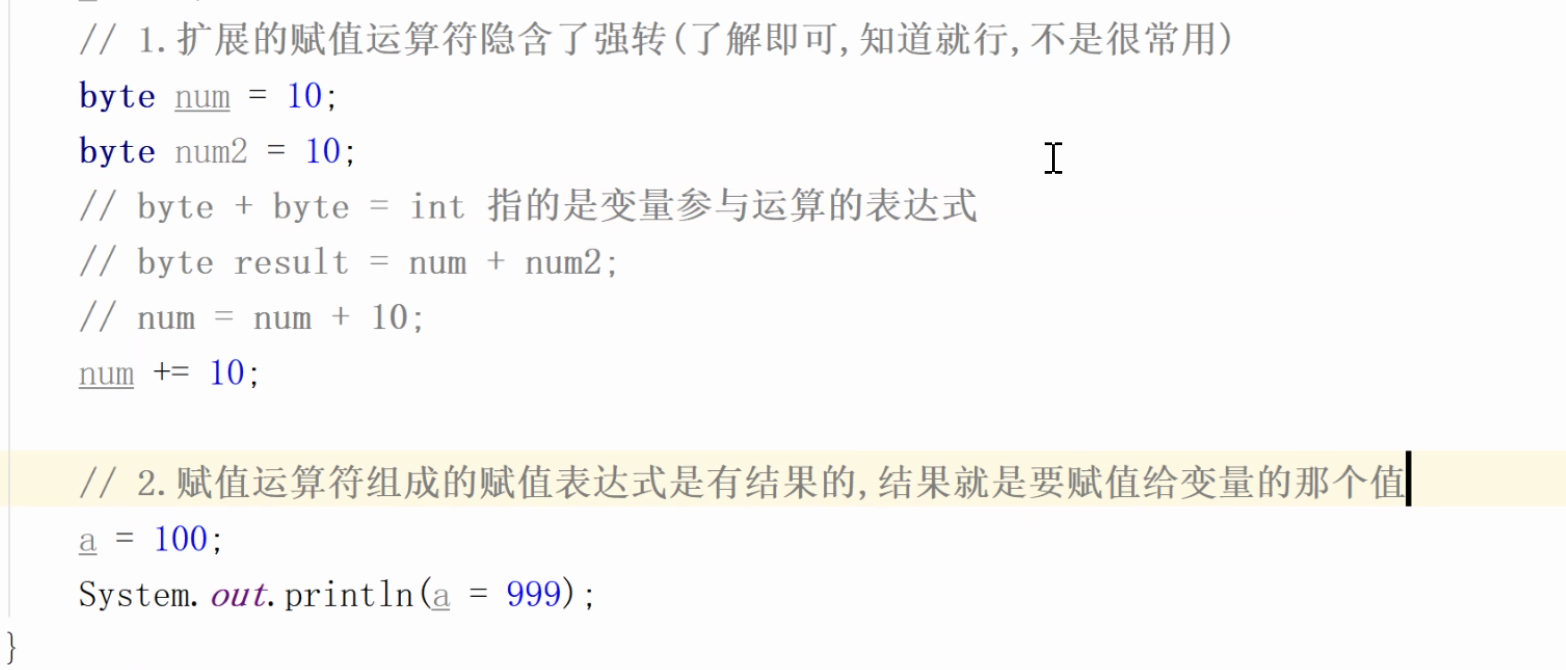 // 1.扩展的赋值运算符隐含了强转(了解即可,知道就行,不是很常用)
byte num = 10;
byte num2 = 10;
// byte + byte = int 指的是变量参与运算的表达式
// byte result = num + num2;
// num = num + 10;
num += 10;
// 2.赋值运算符组成的赋值表达式是有结果的,结果就是要赋值给变量的那个值
a = 100;
System.out.println(a = 999);
}